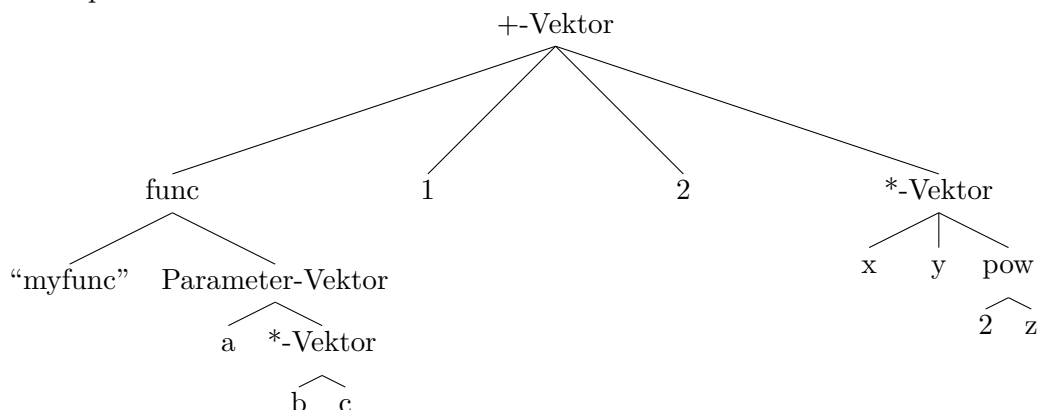 +-Vektor
func 1 2 *-Vektor
“myfunc” Parameter-Vektor x y pow
a *-Vektor 2 z
b c